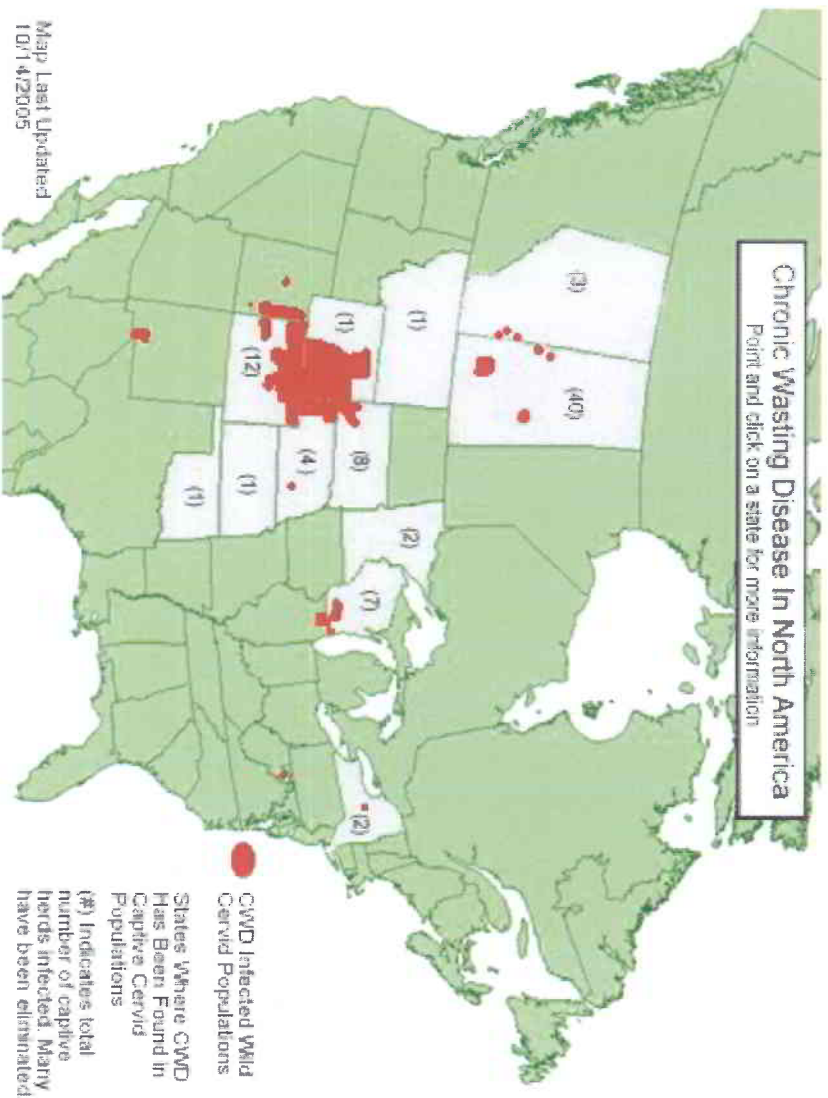 Chronic Wasting Disease In North America
Point and click on a state for more information
(3)
(40)
(1)
(1)
(12)
(8)
(4)
(1)
(1)
(2)
(7)
(2)
CWD Infected Wild
Cervid Populations
States Where CWD
Has Been Found in
Captive Cervid
Populations
(#) Indicates total
number of captive
herds infected. Many
have been eliminated
Map Last Updated
10/14/2005